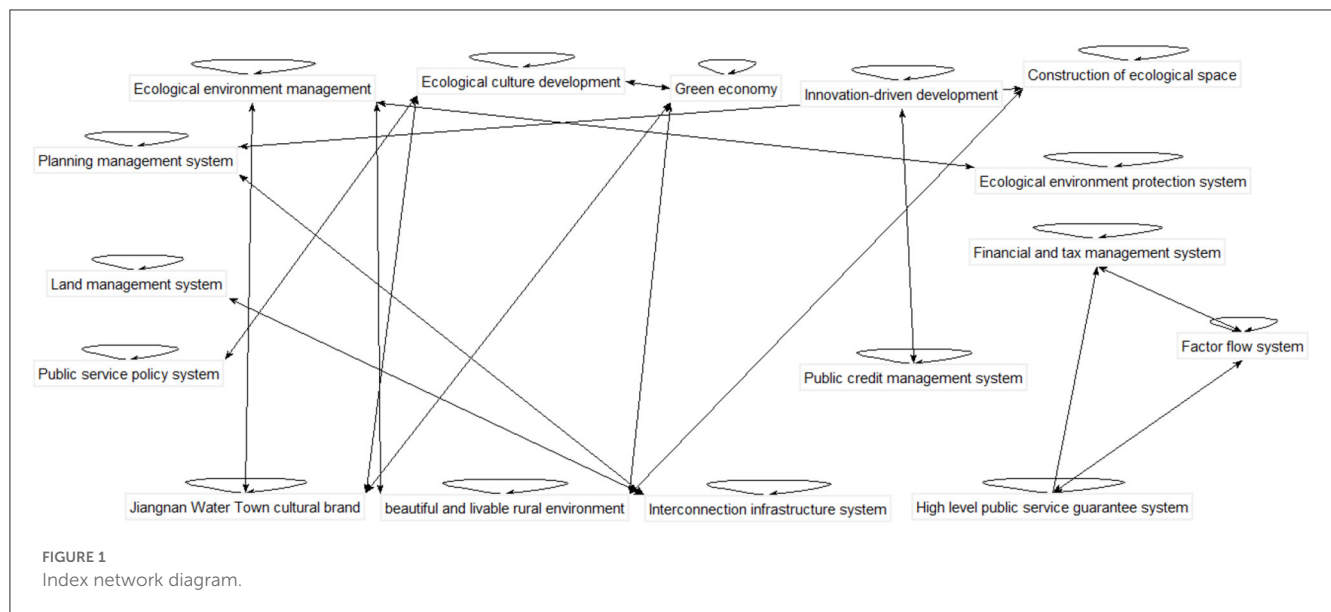 Ecological environment management
Ecological culture development
Green economy
Innovation-driven development
Construction of ecological space
Planning management system
Ecological environment protection system
Financial and tax management system
Land management system
Factor flow system
Public service policy system
Public credit management system
Jiangnan Water Town cultural brand
beautiful and livable rural environment
Interconnection infrastructure system
High level public service guarantee system
FIGURE 1
Index network diagram.